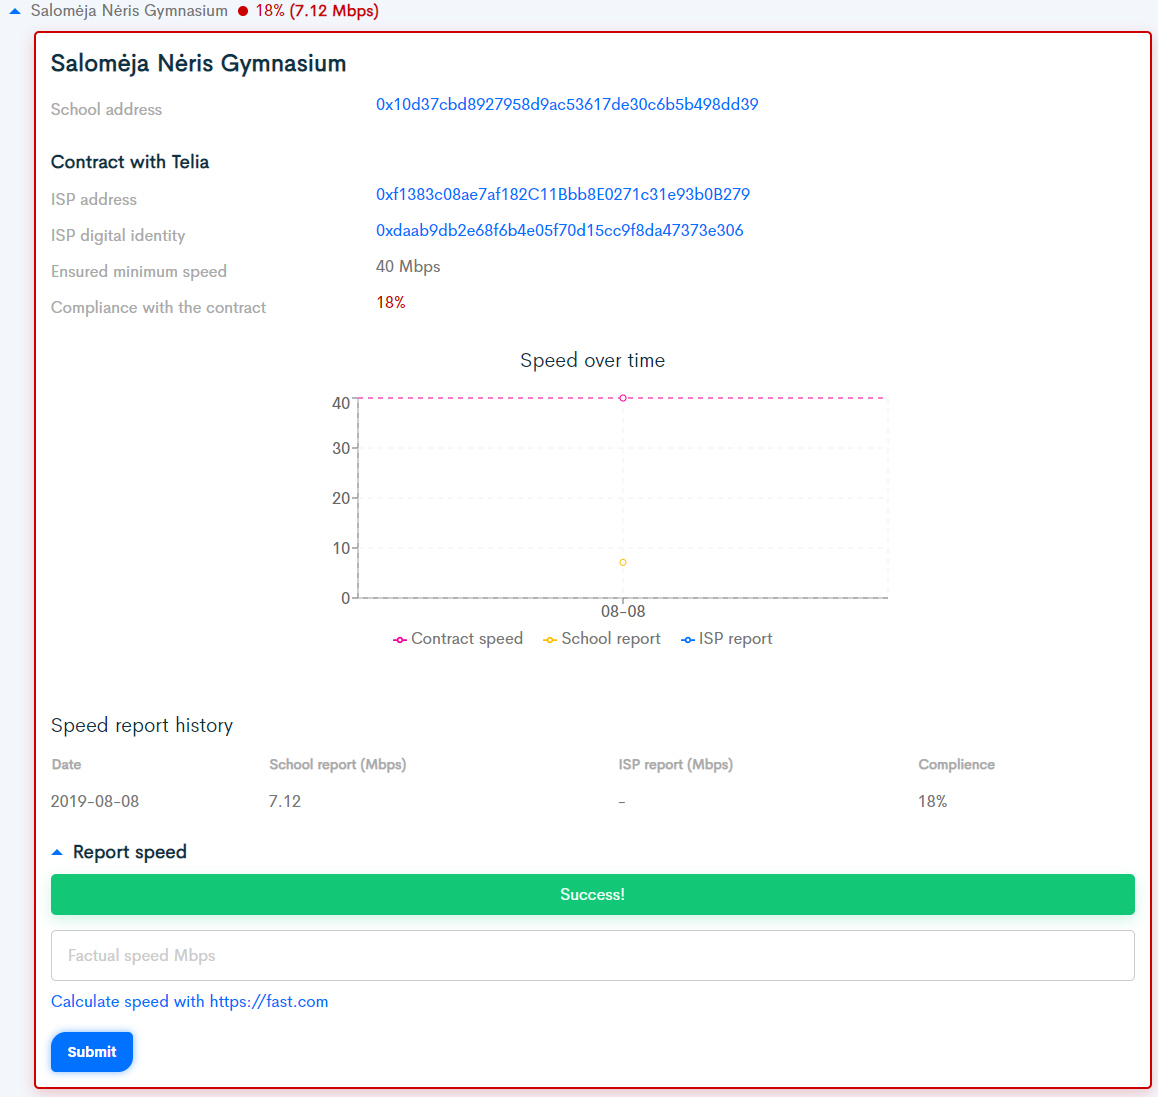 Salomėja Nėris Gymnasium 18% (7.12 Mbps)
Salomėja Nėris Gymnasium
School address 0x10d37cbd8927958d9ac53617de30c6b5b498dd39
Contract with Telia
ISP address 0xf1383c08ae7af182C11Bbb8E0271c31e93b0B279
ISP digital identity 0xdaab9db2e68f6b4e05f70d15cc9f8da47373e306
Ensured minimum speed 40 Mbps
Compliance with the contract 18%
Speed over time
40
30
20
10
0
08-08
Contract speed School report ISP report
Speed report history
Date School report (Mbps) ISP report (Mbps) Complience
2019-08-08 7.12 - 18%
Report speed
Success!
Factual speed Mbps
Calculate speed with https://fast.com
Submit